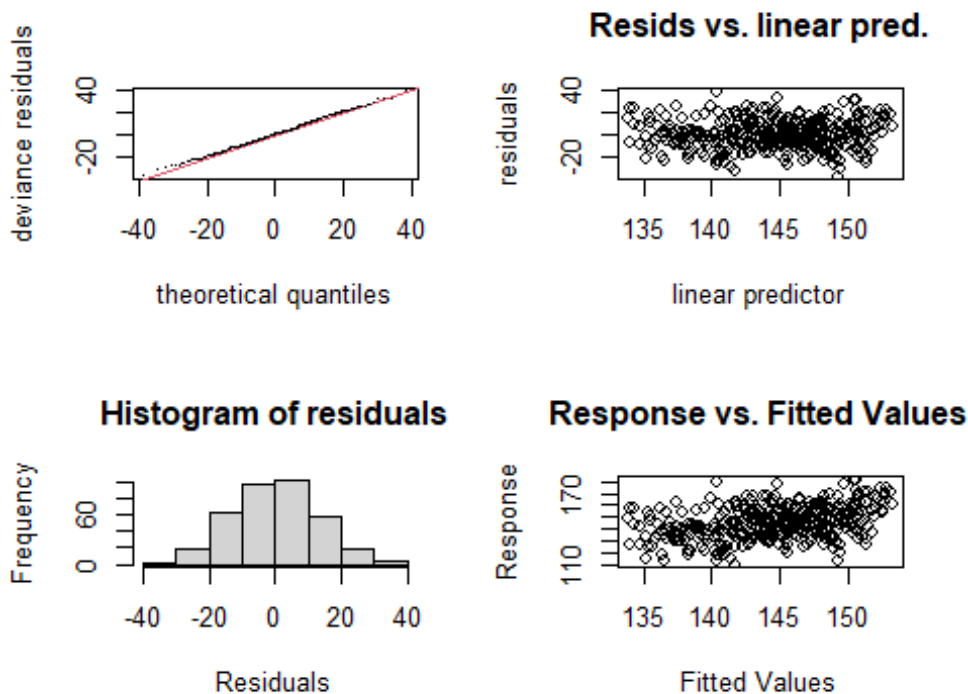 deviance residuals
40
-20
-40 -20 0 20 40
theoretical quantiles
Resids vs. linear pred.
residuals
40
-20
135 140 145 150
linear predictor
Histogram of residuals
Frequency
60
0
-40 -20 0 20 40
Residuals
Response vs. Fitted Values
Response
170
110
135 140 145 150
Fitted Values